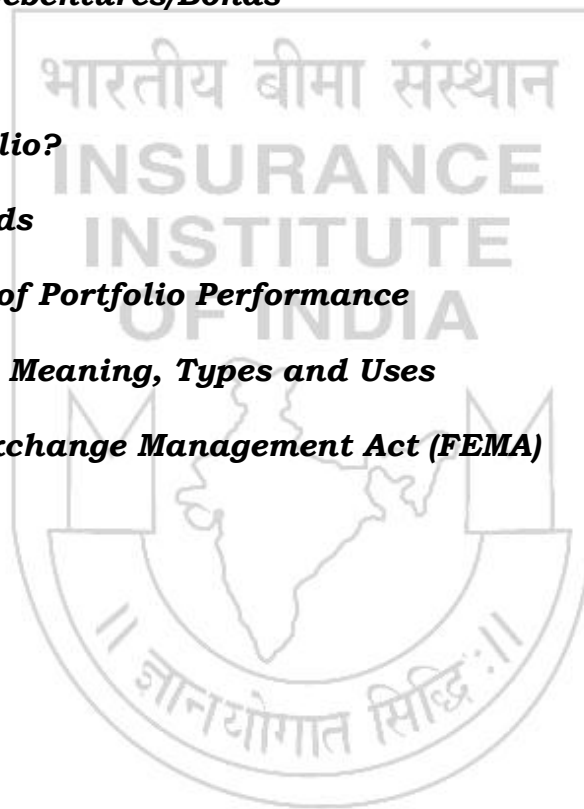 Debentures/Bonds
भारतीय बीमा संस्थान
lio?
INSURANCE
ds
INSTITUTE
of Portfolio Performance
OF INDIA
Meaning, Types and Uses
xchange Management Act (FEMA)
॥ ज्ञानयोगात सिद्धिः ॥